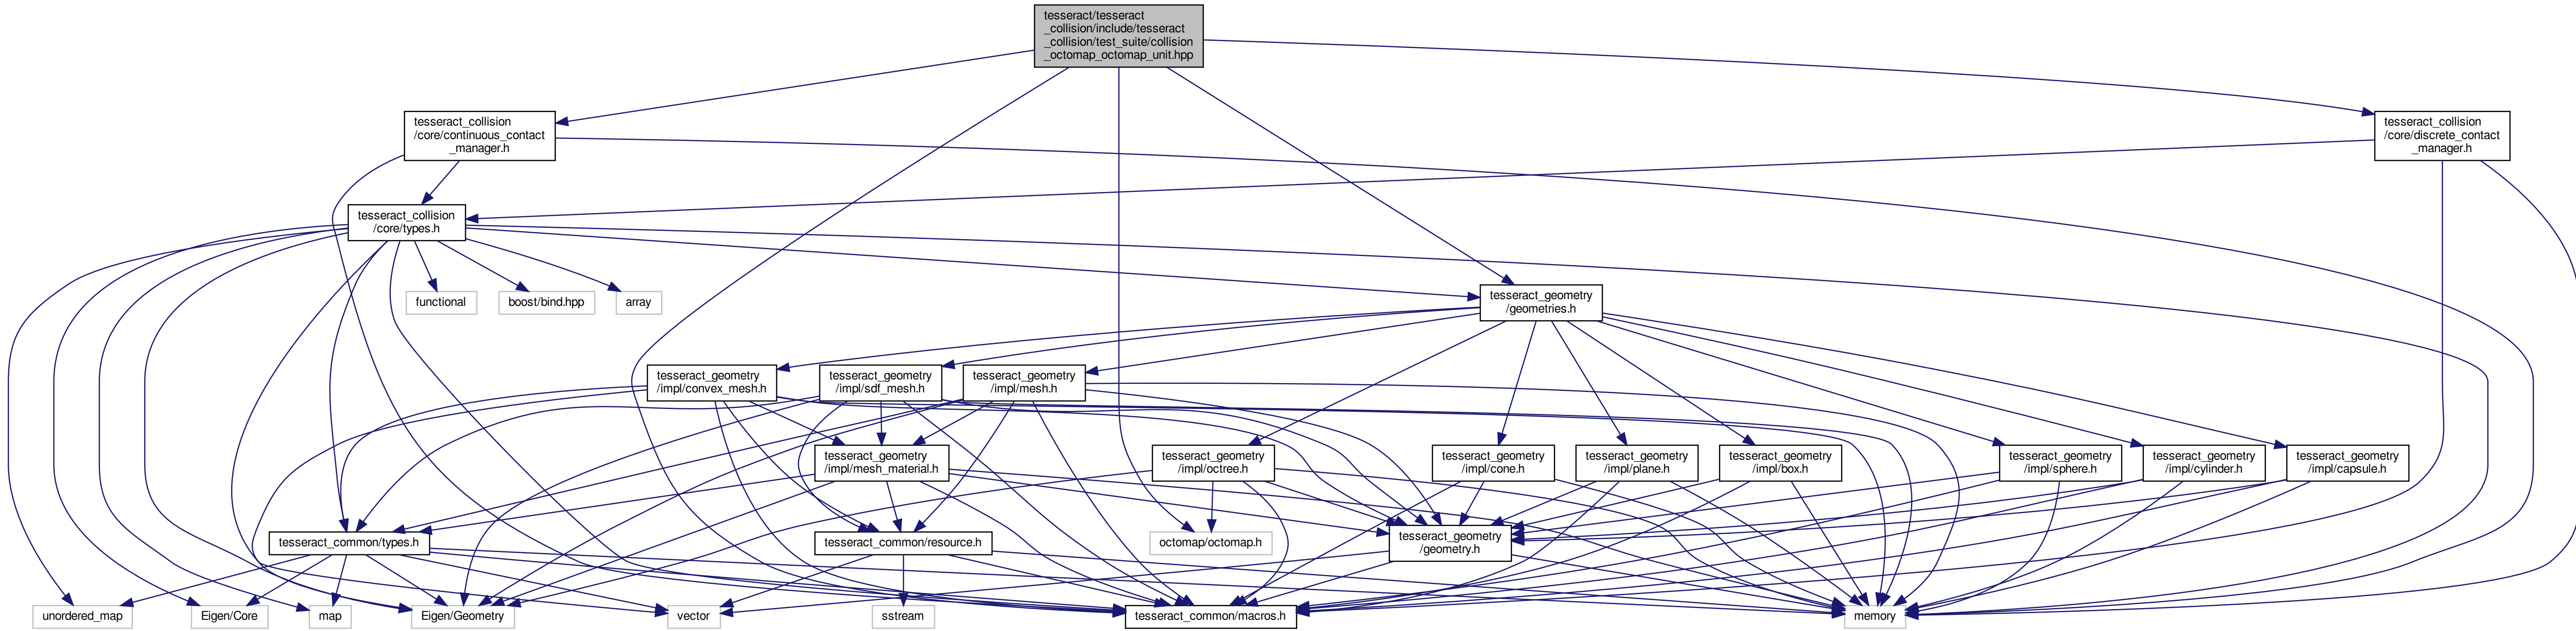 tesseract/tesseract
_collision/include/tesseract
_collision/test_suite/collision
_octomap_octomap_unit.hpp
tesseract_collision
/core/continuous_contact
_manager.h
tesseract_collision
/core/discrete_contact
_manager.h
tesseract_collision
/core/types.h
functional
boost/bind.hpp
array
tesseract_geometry
/geometries.h
tesseract_geometry
/impl/convex_mesh.h
tesseract_geometry
/impl/sdf_mesh.h
tesseract_geometry
/impl/mesh.h
tesseract_geometry
/impl/mesh_material.h
tesseract_geometry
/impl/octree.h
tesseract_geometry
/impl/cone.h
tesseract_geometry
/impl/plane.h
tesseract_geometry
/impl/box.h
tesseract_geometry
/impl/sphere.h
tesseract_geometry
/impl/cylinder.h
tesseract_geometry
/impl/capsule.h
tesseract_common/types.h
tesseract_common/resource.h
octomap/octomap.h
tesseract_geometry
/geometry.h
unordered_map
Eigen/Core
map
Eigen/Geometry
vector
sstream
tesseract_common/macros.h
memory